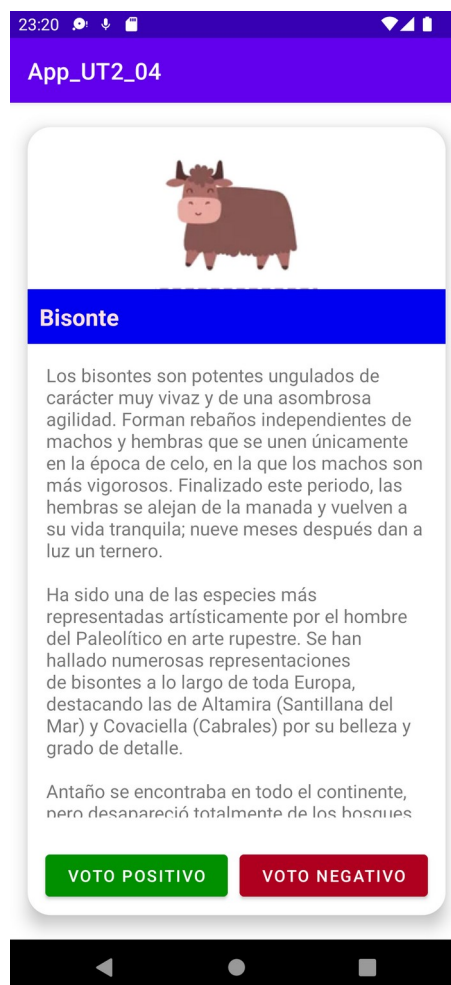 23:20
App_UT2_04
Bisonte
Los bisontes son potentes ungulados de
carácter muy vivaz y de una asombrosa
agilidad. Forman rebaños independientes de
machos y hembras que se unen únicamente
en la época de celo, en la que los machos son
más vigorosos. Finalizado este periodo, las
hembras se alejan de la manada y vuelven a
su vida tranquila; nueve meses después dan a
luz un ternero.
Ha sido una de las especies más
representadas artísticamente por el hombre
del Paleolítico en arte rupestre. Se han
hallado numerosas representaciones
de bisontes a lo largo de toda Europa,
destacando las de Altamira (Santillana del
Mar) y Covaciella (Cabrales) por su belleza y
grado de detalle.
Antaño se encontraba en todo el continente,
pero desapareció totalmente de los bosques
VOTO POSITIVO
VOTO NEGATIVO